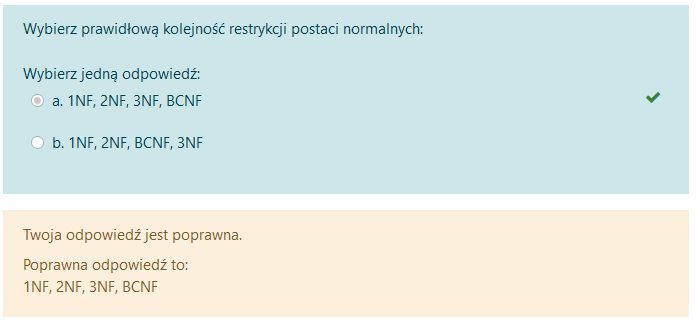 Wybierz prawidłową kolejność restrykcji postaci normalnych:
Wybierz jedną odpowiedź:
a. 1NF, 2NF, 3NF, BCNF
b. 1NF, 2NF, BCNF, 3NF
Twoja odpowiedź jest poprawna.
Poprawna odpowiedź to:
1NF, 2NF, 3NF, BCNF